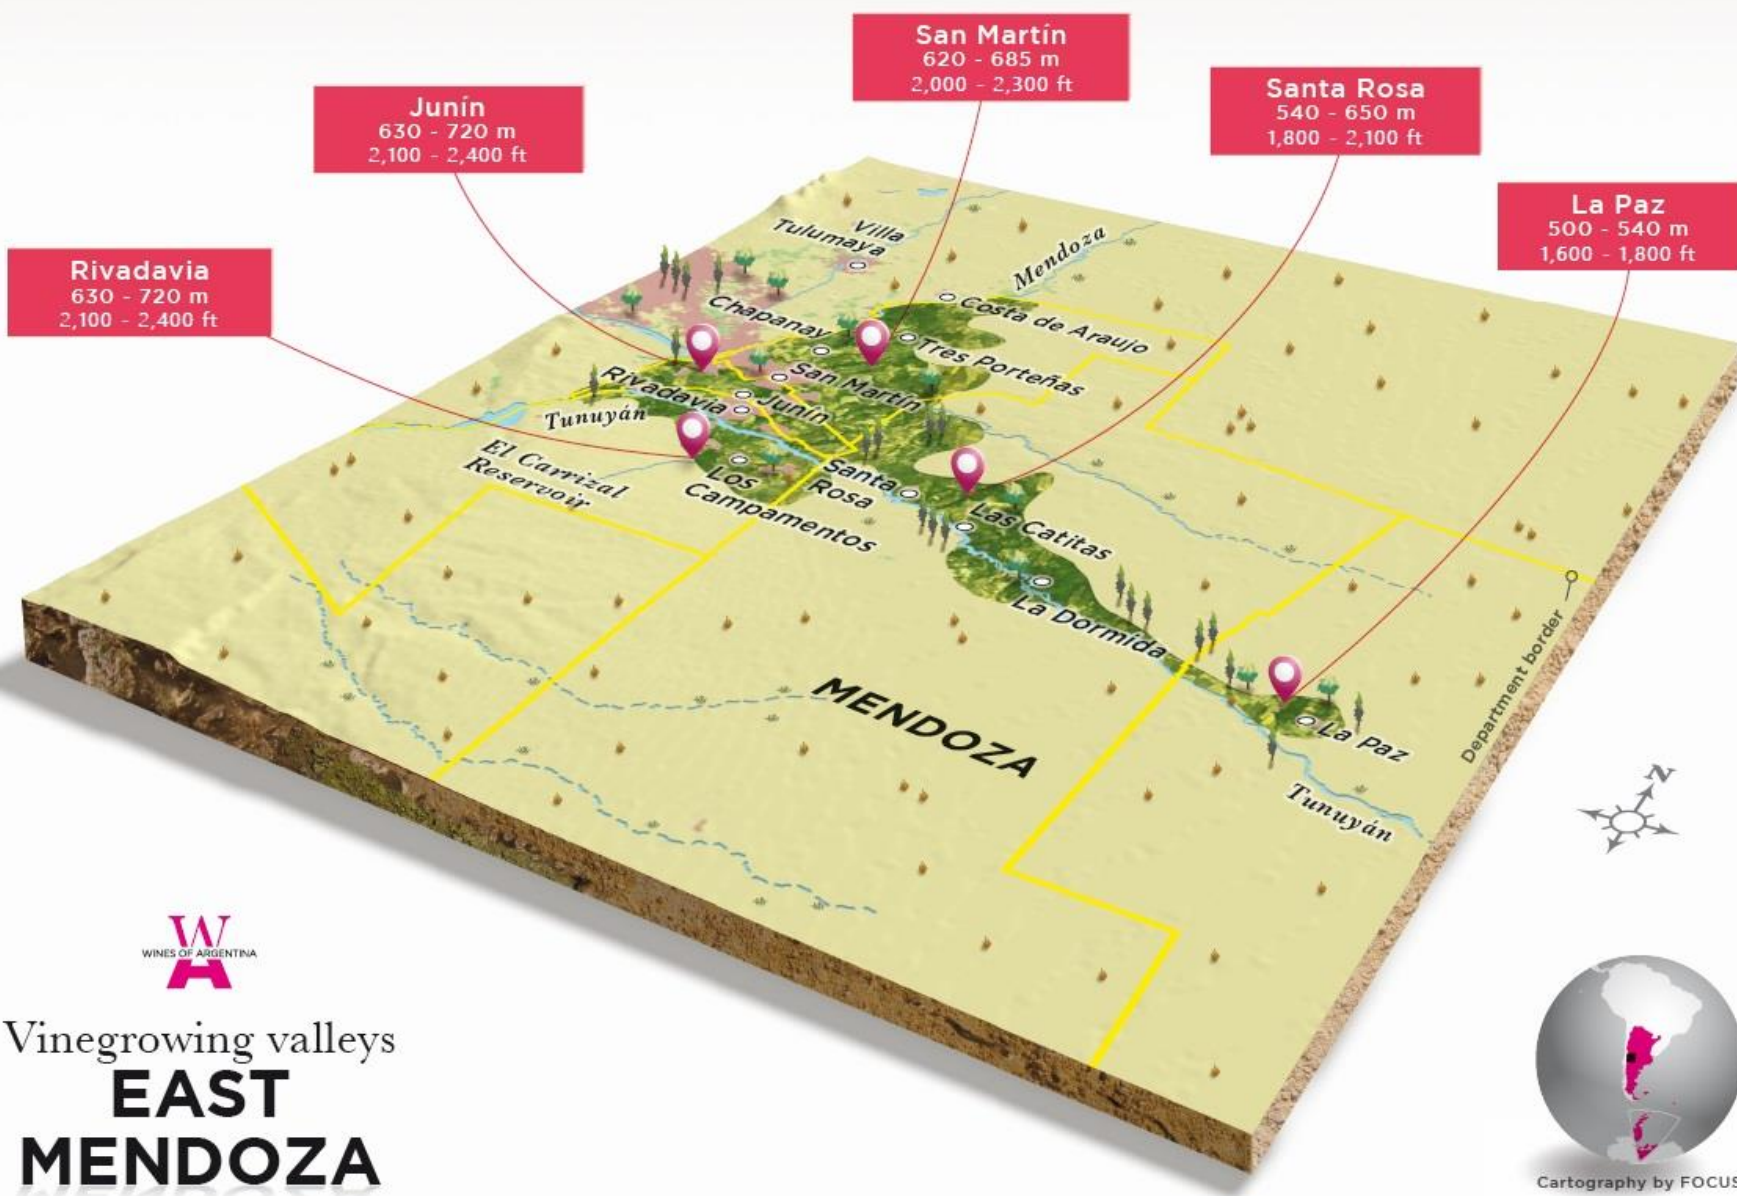 San Martín
620 - 685 m
2,000 - 2,300 ft
Junín
630 - 720 m
2,100 - 2,400 ft
Santa Rosa
540 - 650 m
1,800 - 2,100 ft
La Paz
500 - 540 m
1,600 - 1,800 ft
Rivadavia
630 - 720 m
2,100 - 2,400 ft
Villa
Tulumaya
Mendoza
Costa de Araujo
Chapanay
Tres Porteñas
San Martín
Rivadavia
Junín
Tunuyán
El Carrizal
Reservoir
Los
Campamentos
Santa
Rosa
Las Catitas
La Dormida
MENDOZA
La Paz
Tunuyán
Department border
N
W
A
WINES OF ARGENTINA
Vinegrowing valleys
EAST
MENDOZA
Cartography by FOCUS